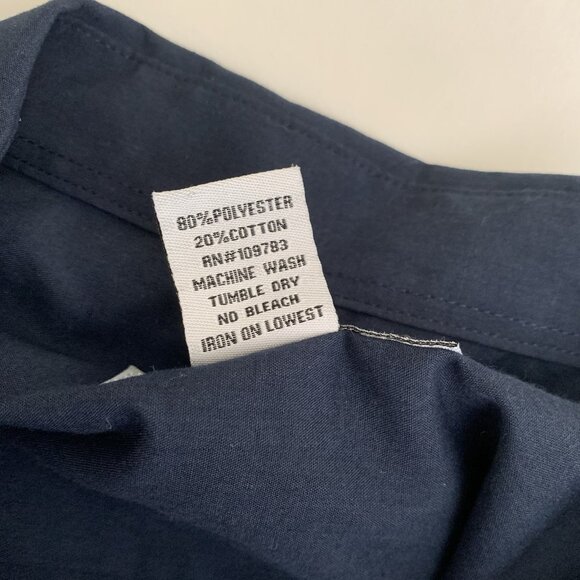 80%POLYESTER
20%COTTON
RN#109783
MACHINE WASH
TUMBLE DRY
NO BLEACH
IRON ON LOWEST